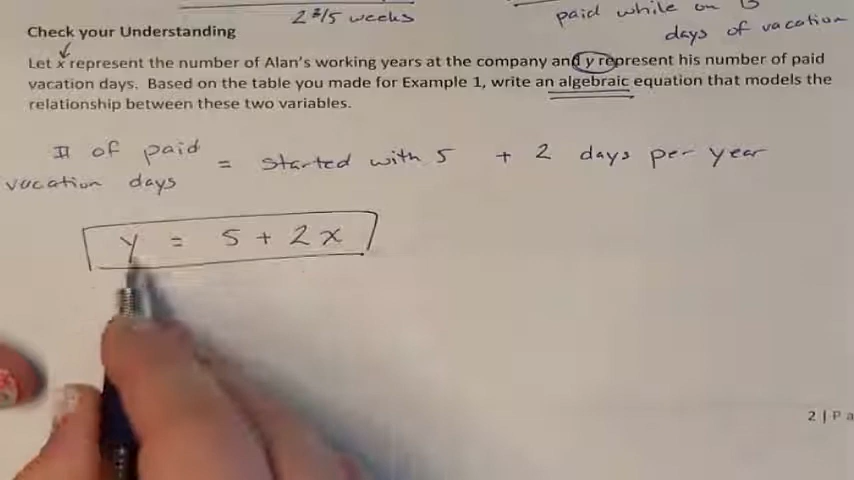 2 3/5 weeks
paid while on
days of vacation
Check your Understanding
Let x represent the number of Alan's working years at the company and y represent his number of paid
vacation days. Based on the table you made for Example 1, write an algebraic equation that models the
relationship between these two variables.
# of paid
vacation days = started with 5 + 2 days per year
y = 5 + 2x
2 | P a